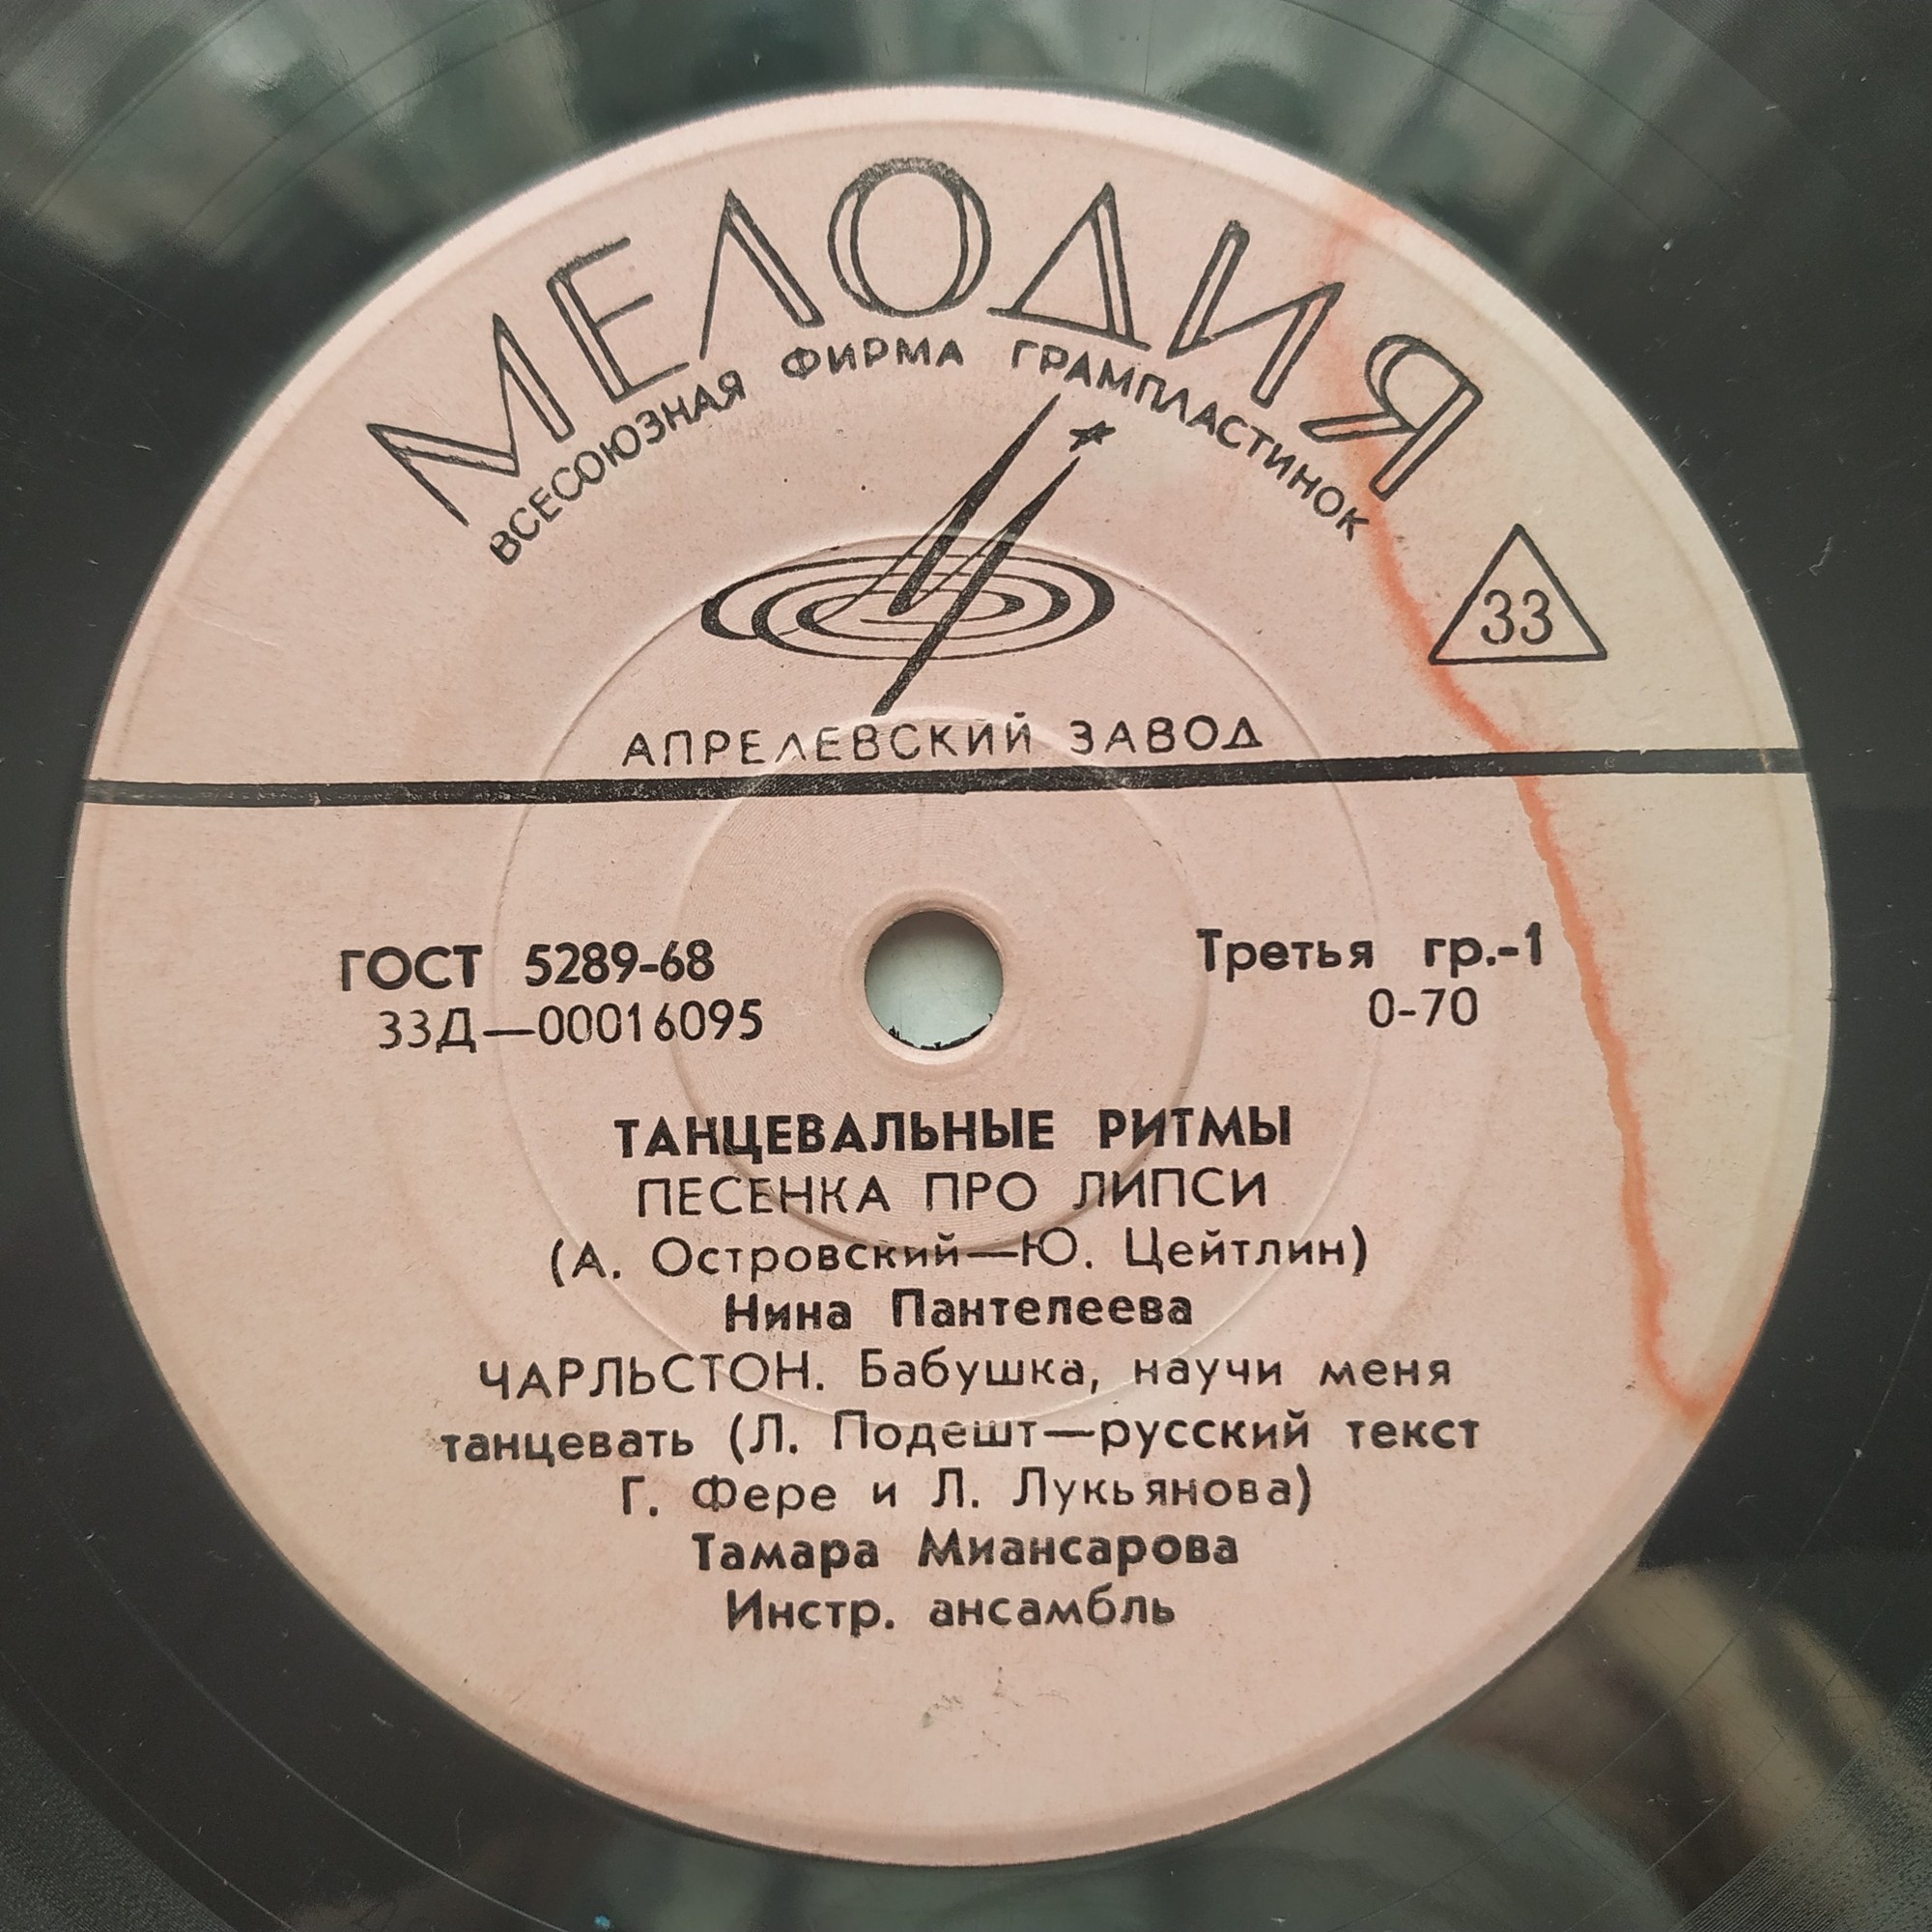 МЕЛОДИЯ
ВСЕСОЮЗНАЯ ФИРМА ГРАМПЛАСТИНОК
33
АПРЕЛЕВСКИЙ ЗАВОД
ГОСТ 5289-68
33Д—00016095
Третья гр.-1
0-70
ТАНЦЕВАЛЬНЫЕ РИТМЫ
ПЕСЕНКА ПРО ЛИПСИ
(А. Островский—Ю. Цейтлин)
Нина Пантелеева
ЧАРЛЬСТОН. Бабушка, научи меня
танцевать (Л. Подешт—русский текст
Г. Фере и Л. Лукьянова)
Тамара Миансарова
Инстр. ансамбль